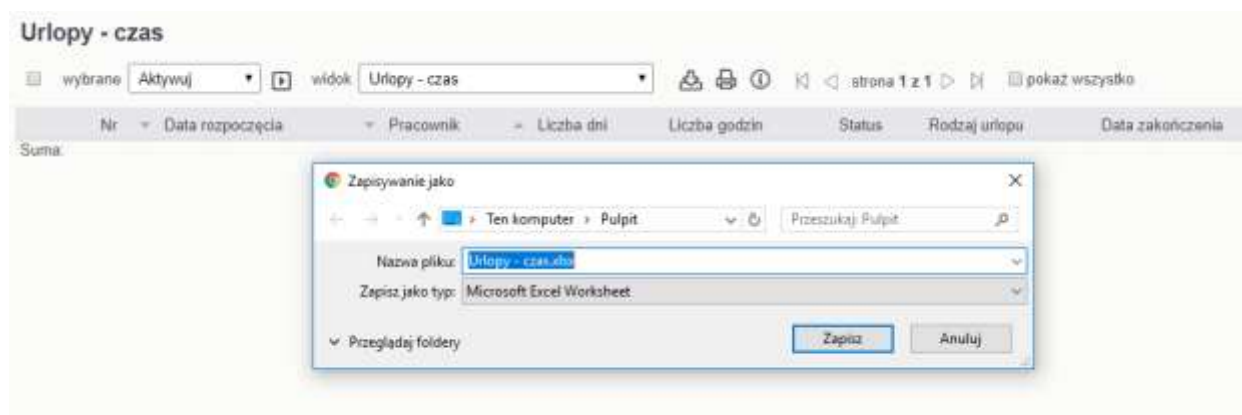 Urlopy - czas
wybrane Aktywuj widok Urlopy - czas strona 1 z 1 pokaż wszystko
Nr Data rozpoczęcia Pracownik Liczba dni Liczba godzin Status Rodzaj urlopu Data zakończenia
Suma:
Zapisywanie jako
Ten komputer Pulpit Przeszukaj: Pulpit
Nazwa pliku: Urlopy - czas.xlsx
Zapisz jako typ: Microsoft Excel Worksheet
Przeglądaj foldery Zapisz Anuluj